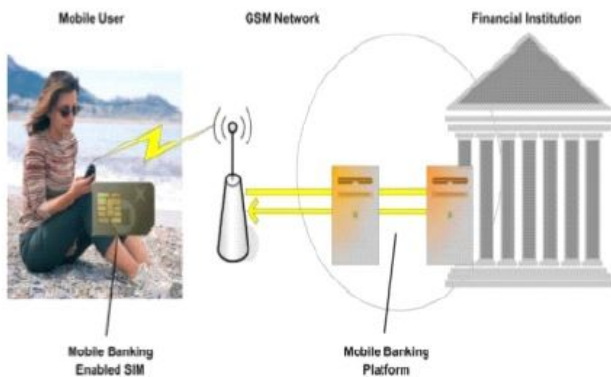 Mobile User
GSM Network
Financial Institution
Mobile Banking
Enabled SIM
Mobile Banking
Platform